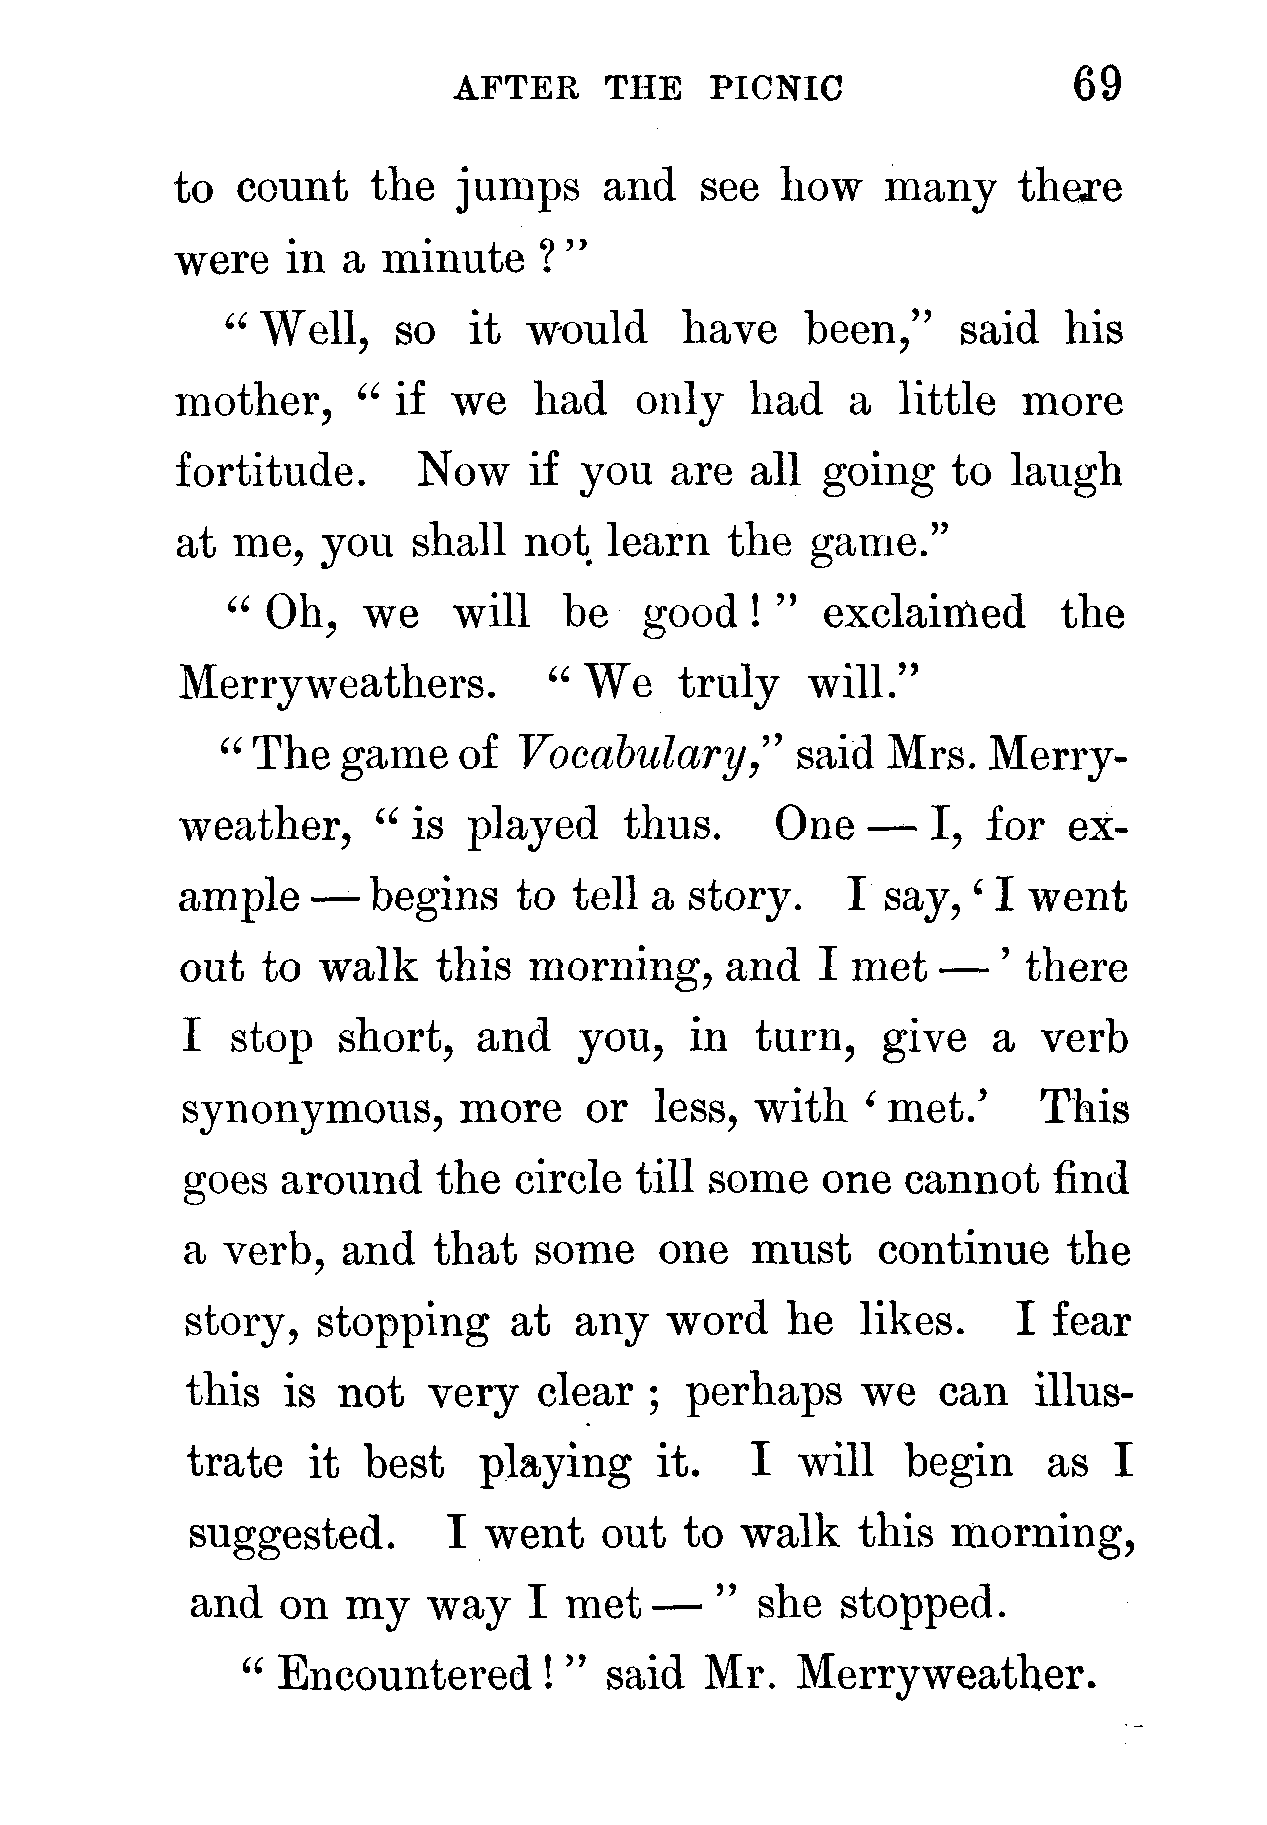 AFTER THE PICNIC 69
to count the jumps and see how many there
were in a minute ?”
“ Well, so it would have been,” said his
mother, “ if we had only had a little more
fortitude. Now if you are all going to laugh
at me, you shall not learn the game.”
“ Oh, we will be good ! ” exclaimed the
Merryweathers. “ We truly will.”
“ The game of Vocabulary,” said Mrs. Merry-
weather, “ is played thus. One — I, for ex-
ample — begins to tell a story. I say, ‘ I went
out to walk this morning, and I met — ’ there
I stop short, and you, in turn, give a verb
synonymous, more or less, with ‘ met.’ This
goes around the circle till some one cannot find
a verb, and that some one must continue the
story, stopping at any word he likes. I fear
this is not very clear ; perhaps we can illus-
trate it best playing it. I will begin as I
suggested. I went out to walk this morning,
and on my way I met — ” she stopped.
“ Encountered ! ” said Mr. Merryweather.